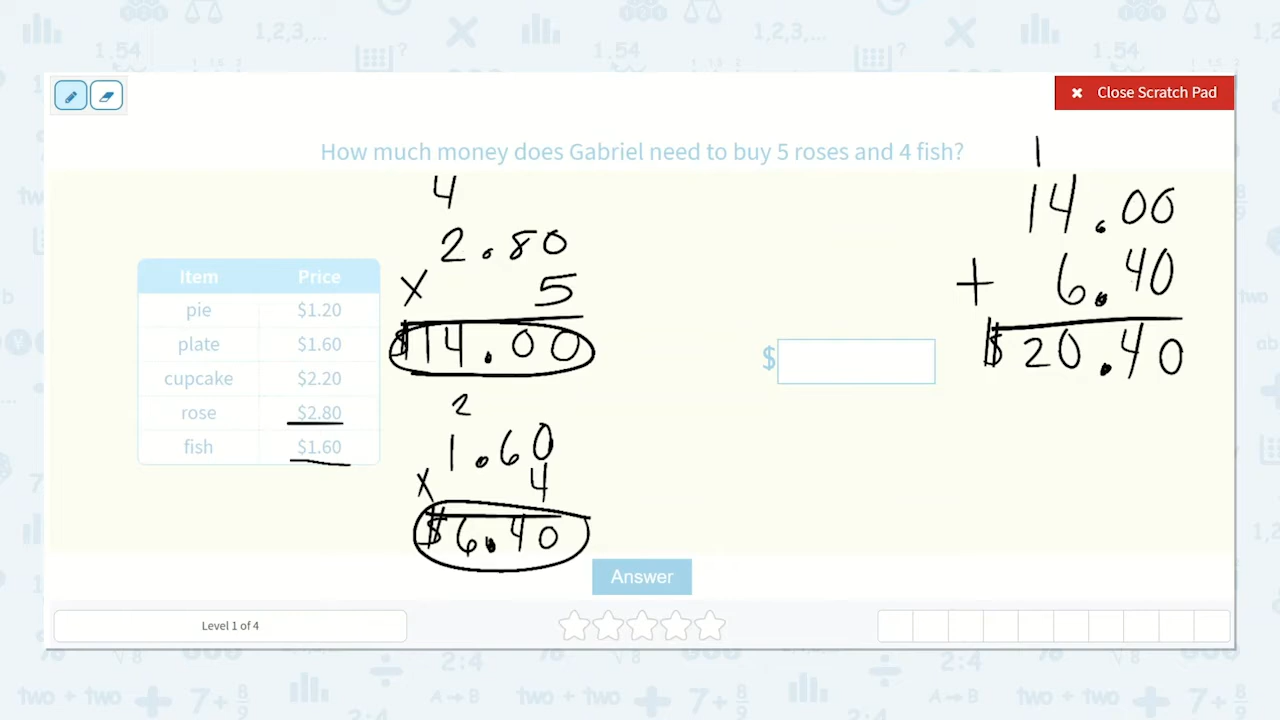 Close Scratch Pad
How much money does Gabriel need to buy 5 roses and 4 fish?
Item Price
pie $1.20
plate $1.60
cupcake $2.20
rose $2.80
fish $1.60
4
2.80
x 5
$14.00
2
1.60
x 4
$6.40
$
1
14.00
+ 6.40
$20.40
Answer
Level 1 of 4